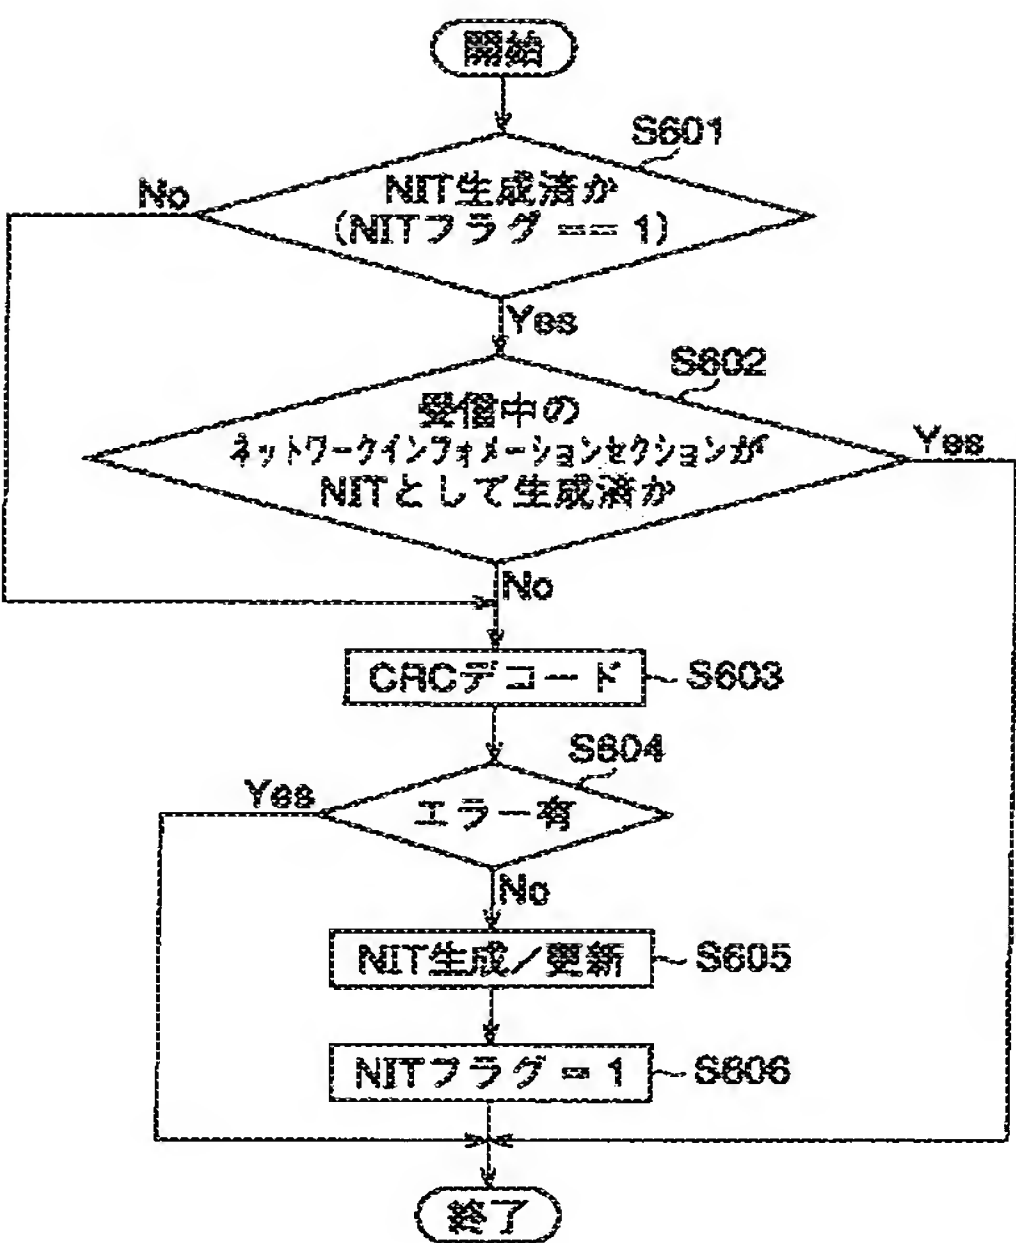 開始
S601
No
NIT生成済か
(NITフラグ == 1)
Yes
S602
受信中の
ネットワークインフォメーションセクションが
NITとして生成済か
Yes
No
CRCデコード
S603
S604
Yes
エラー有
No
NIT生成/更新
S605
NITフラグ = 1
S606
終了